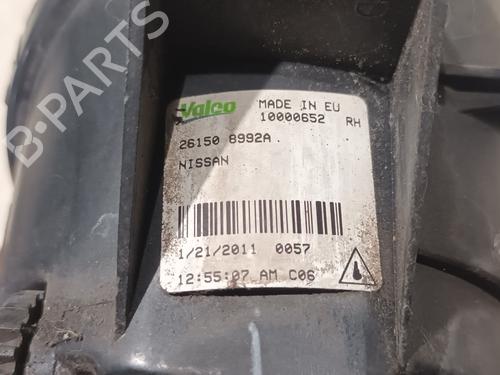 Valeo MADE IN EU
10000652 RH
26150 8992A
NISSAN
1/21/2011 0057
12:55:07 AM C06
B-PARTS